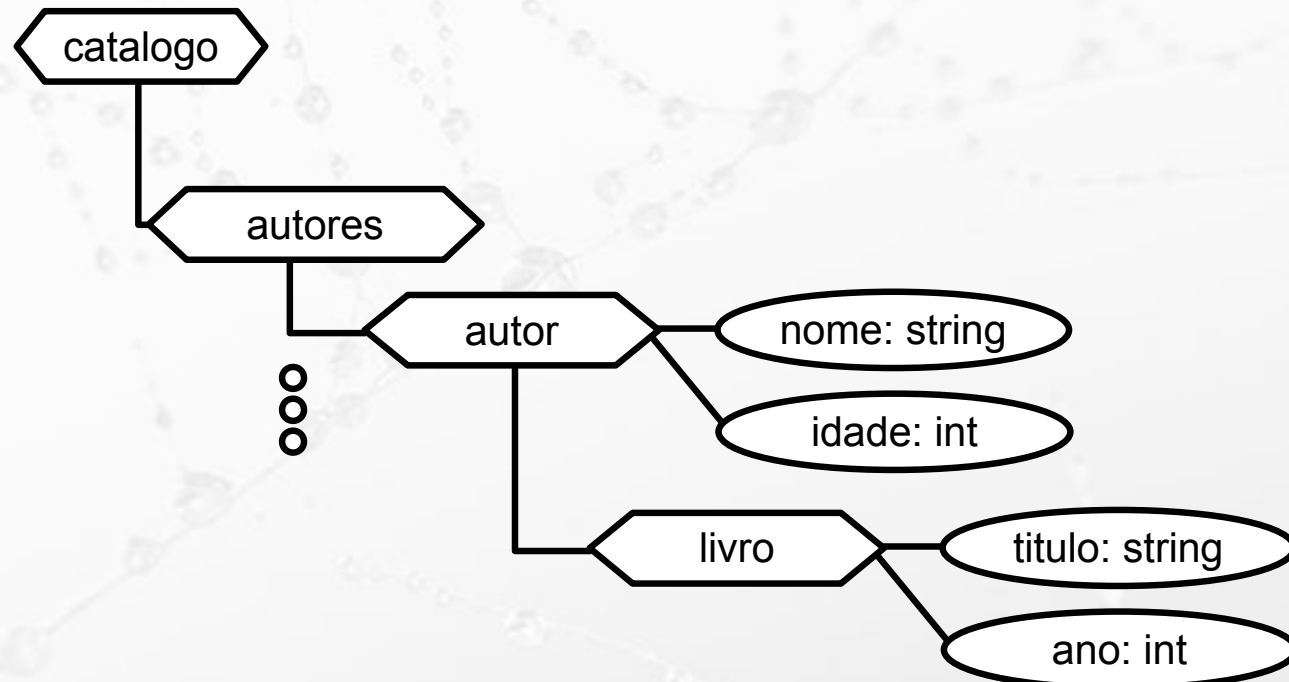 catalogo
autores
autor
nome: string
idade: int
livro
titulo: string
ano: int